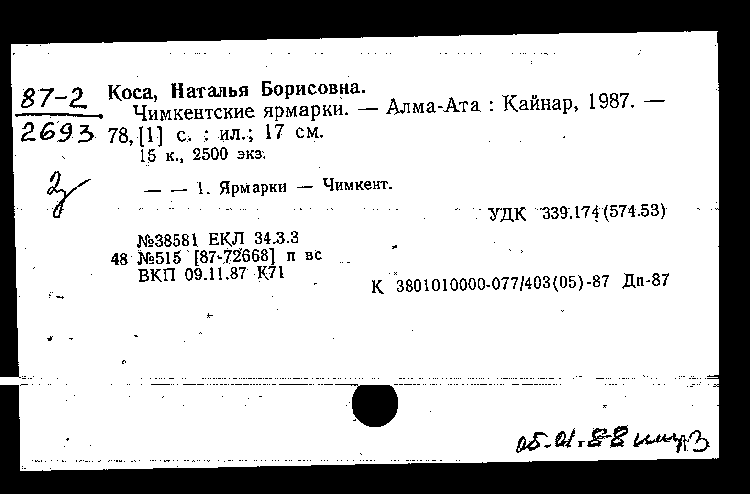 87-2
2693
Коса, Наталья Борисовна.
Чимкентские ярмарки. — Алма-Ата : Кайнар, 1987. —
78, [1] с. : ил.; 17 см.
15 к., 2500 экз.
— — 1. Ярмарки — Чимкент.
УДК 339.174(574.53)
№38581 ЕКЛ 34.3.3
48 №515 [87-72668] п вс
ВКП 09.11.87 К71
К 3801010000-077/403(05)-87 Дп-87
05.01.88